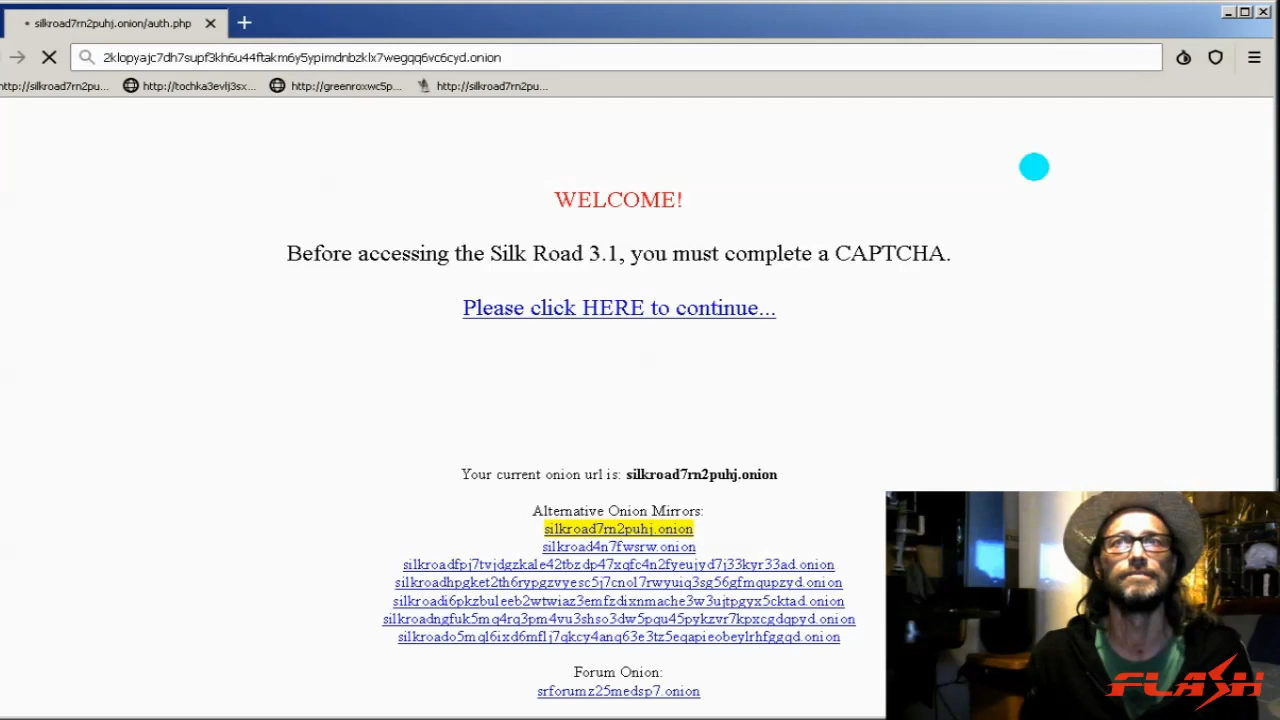 silkroad7rn2puhj.onion/auth.php
2klopyajc7dh7supf3kh6u44ftakm6y5ypimdnbzklx7weggq6vc6cyd.onion
http://silkroad7rn2pu...
http://tochka3evlj3sx...
http://greenroxwc5p...
http://silkroad7rn2pu...
WELCOME!
Before accessing the Silk Road 3.1, you must complete a CAPTCHA.
Please click HERE to continue...
Your current onion url is: silkroad7rn2puhj.onion
Alternative Onion Mirrors:
silkroad7rn2puhj.onion
silkroad4n7fwsrw.onion
silkroadfpj7tvjdgzkale42tbzdp47xqfc4n2fyeujyd7j33kyr33ad.onion
silkroadhpgket2th6rypgzvyesc5j7cnol7rwyuiq3sg56gfmqupzyd.onion
silkroadi6pkzbuleeb2wtwiaz3emfzdixnmache3w3ujtpgyx5cktad.onion
silkroadngfuk5mq4rq3pm4vu3shso3dw5pqu45pykzvr7kpxcgdqpyd.onion
silkroado5mql6ixd6mflj7qkcy4anq63e3tz5eqapieobeylrhfggqd.onion
Forum Onion:
srforumz25medsp7.onion
FLASH